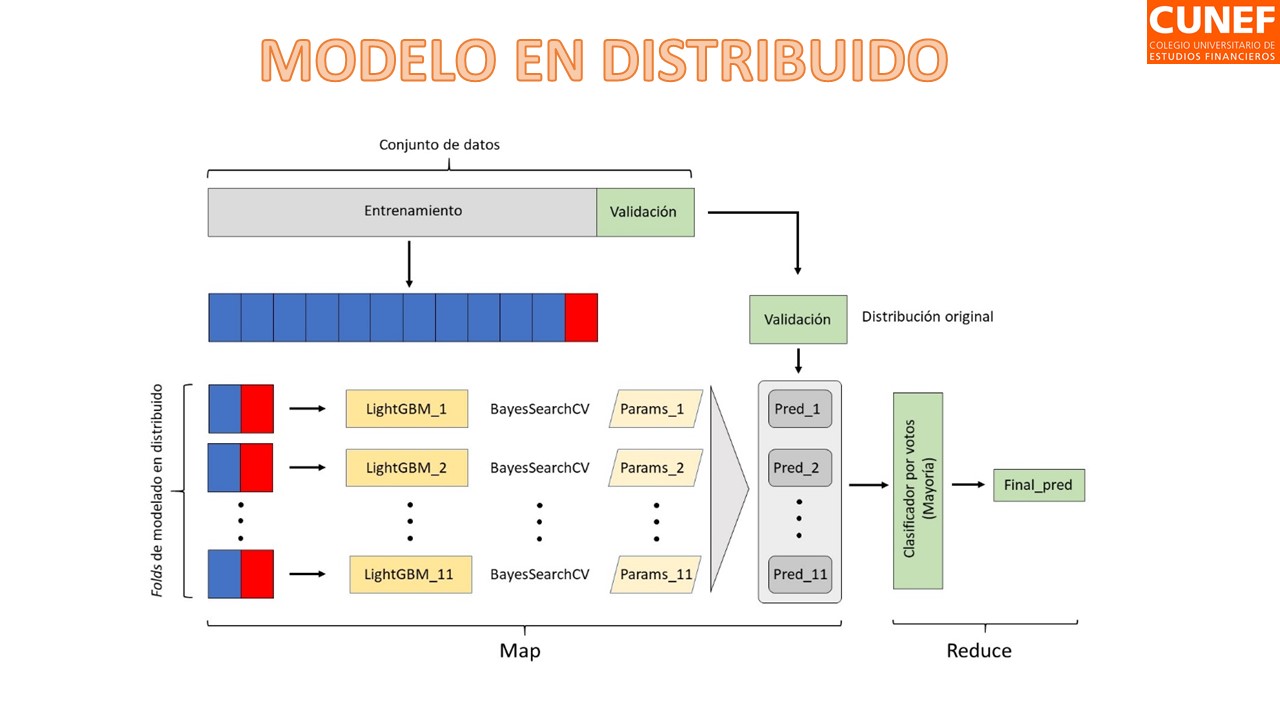 CUNEF
COLEGIO UNIVERSITARIO DE
ESTUDIOS FINANCIEROS
MODELO EN DISTRIBUIDO
Conjunto de datos
Entrenamiento
Validación
Validación
Distribución original
Folds de modelado en distribuido
LightGBM_1
BayesSearchCV
Params_1
Pred_1
LightGBM_2
BayesSearchCV
Params_2
Pred_2
LightGBM_11
BayesSearchCV
Params_11
Pred_11
Clasificador por votos
(Mayoría)
Final_pred
Map
Reduce